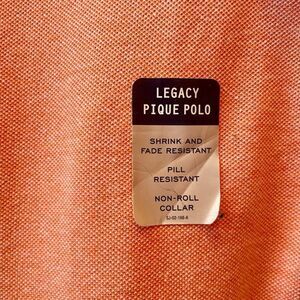 LEGACY
PIQUE POLO
SHRINK AND
FADE RESISTANT
PILL
RESISTANT
NON-ROLL
COLLAR